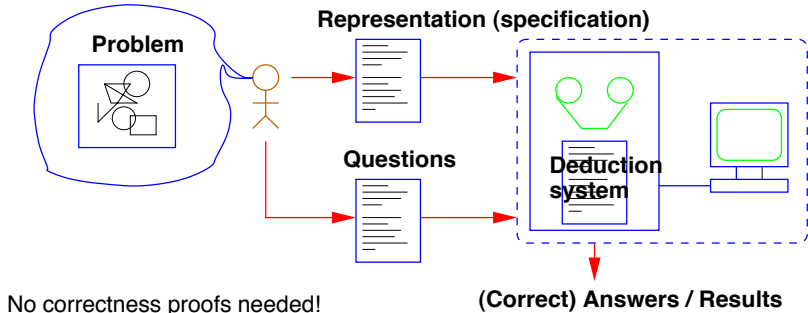 Representation (specification)
Problem
Questions
Deduction
system
(Correct) Answers / Results
No correctness proofs needed!